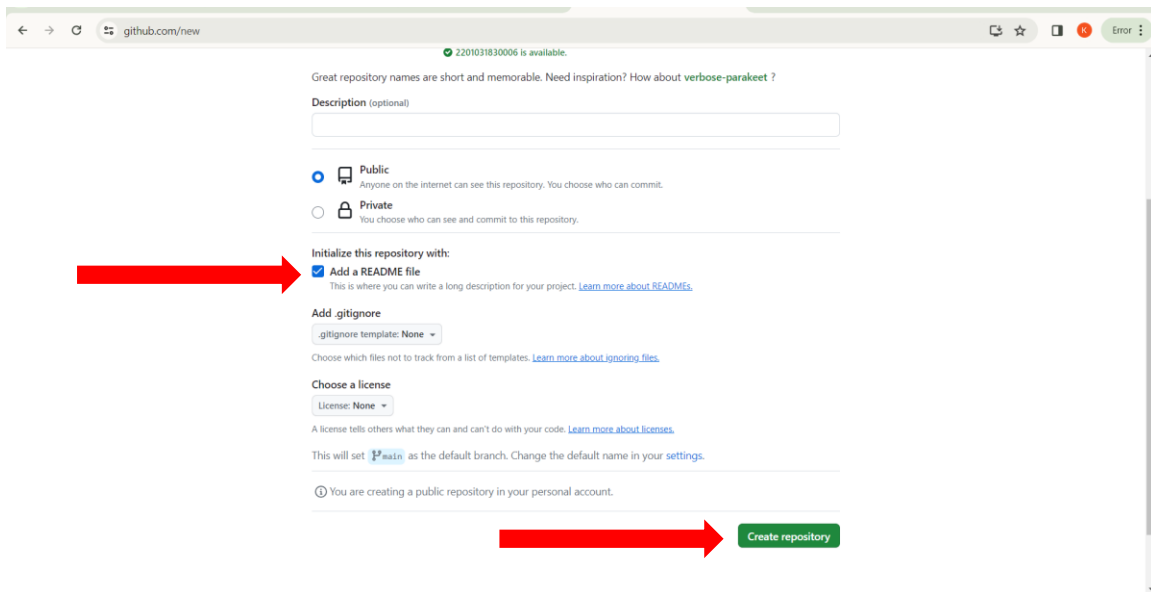 github.com/new
K
Error
2201031830006 is available.
Great repository names are short and memorable. Need inspiration? How about verbose-parakeet ?
Description (optional)
Public
Anyone on the internet can see this repository. You choose who can commit.
Private
You choose who can see and commit to this repository.
Initialize this repository with:
Add a README file
This is where you can write a long description for your project. Learn more about READMEs.
Add .gitignore
.gitignore template: None
Choose which files not to track from a list of templates. Learn more about ignoring files.
Choose a license
License: None
A license tells others what they can and can't do with your code. Learn more about licenses.
This will set main as the default branch. Change the default name in your settings.
You are creating a public repository in your personal account.
Create repository